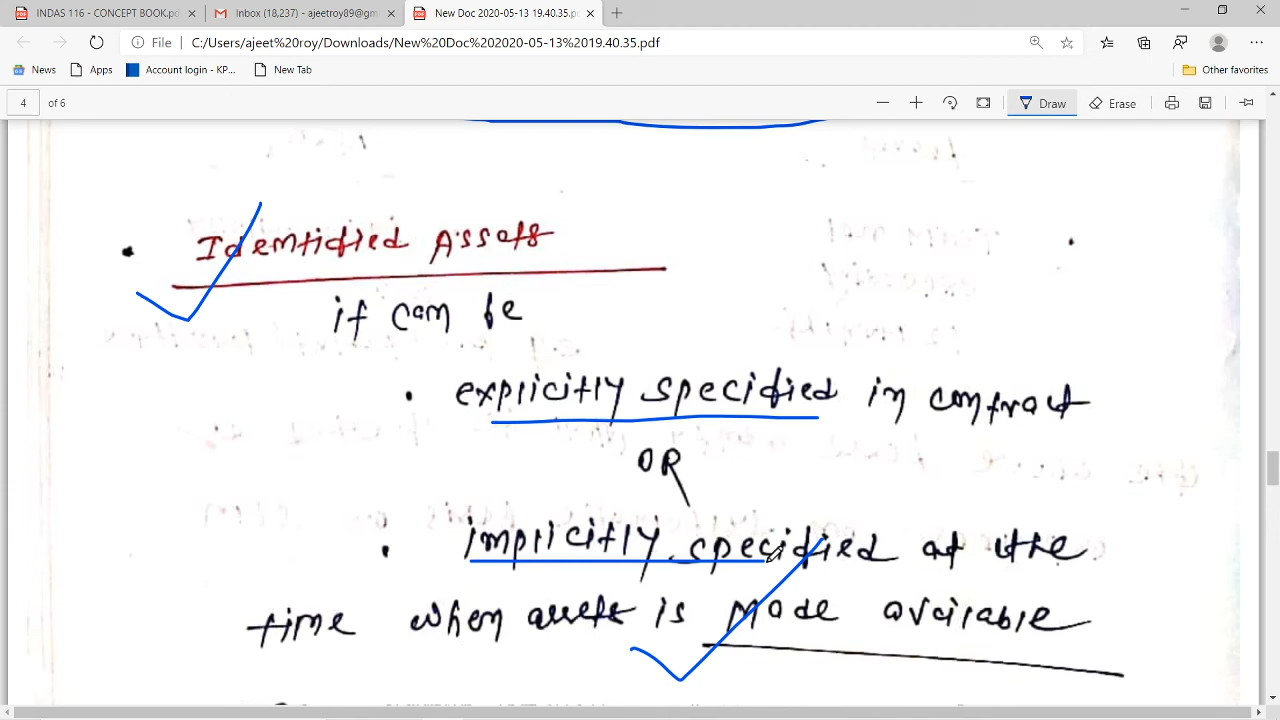 INDAS 116 - CONCEPT BOOK.pd
Inbox (18,237) - ajeetroy89@gm
New Doc 2020-05-13 19.40.35.p
File
C:/Users/ajeet%20roy/Downloads/New%20Doc%202020-05-13%2019.40.35.pdf
News
Apps
Account login - KP...
New Tab
Other favorites
4 of 6
Draw
Erase
• Identified Assets
it can be
• explicitly specified in contract
OR
• implicitly specified at the
time when assets is Made available